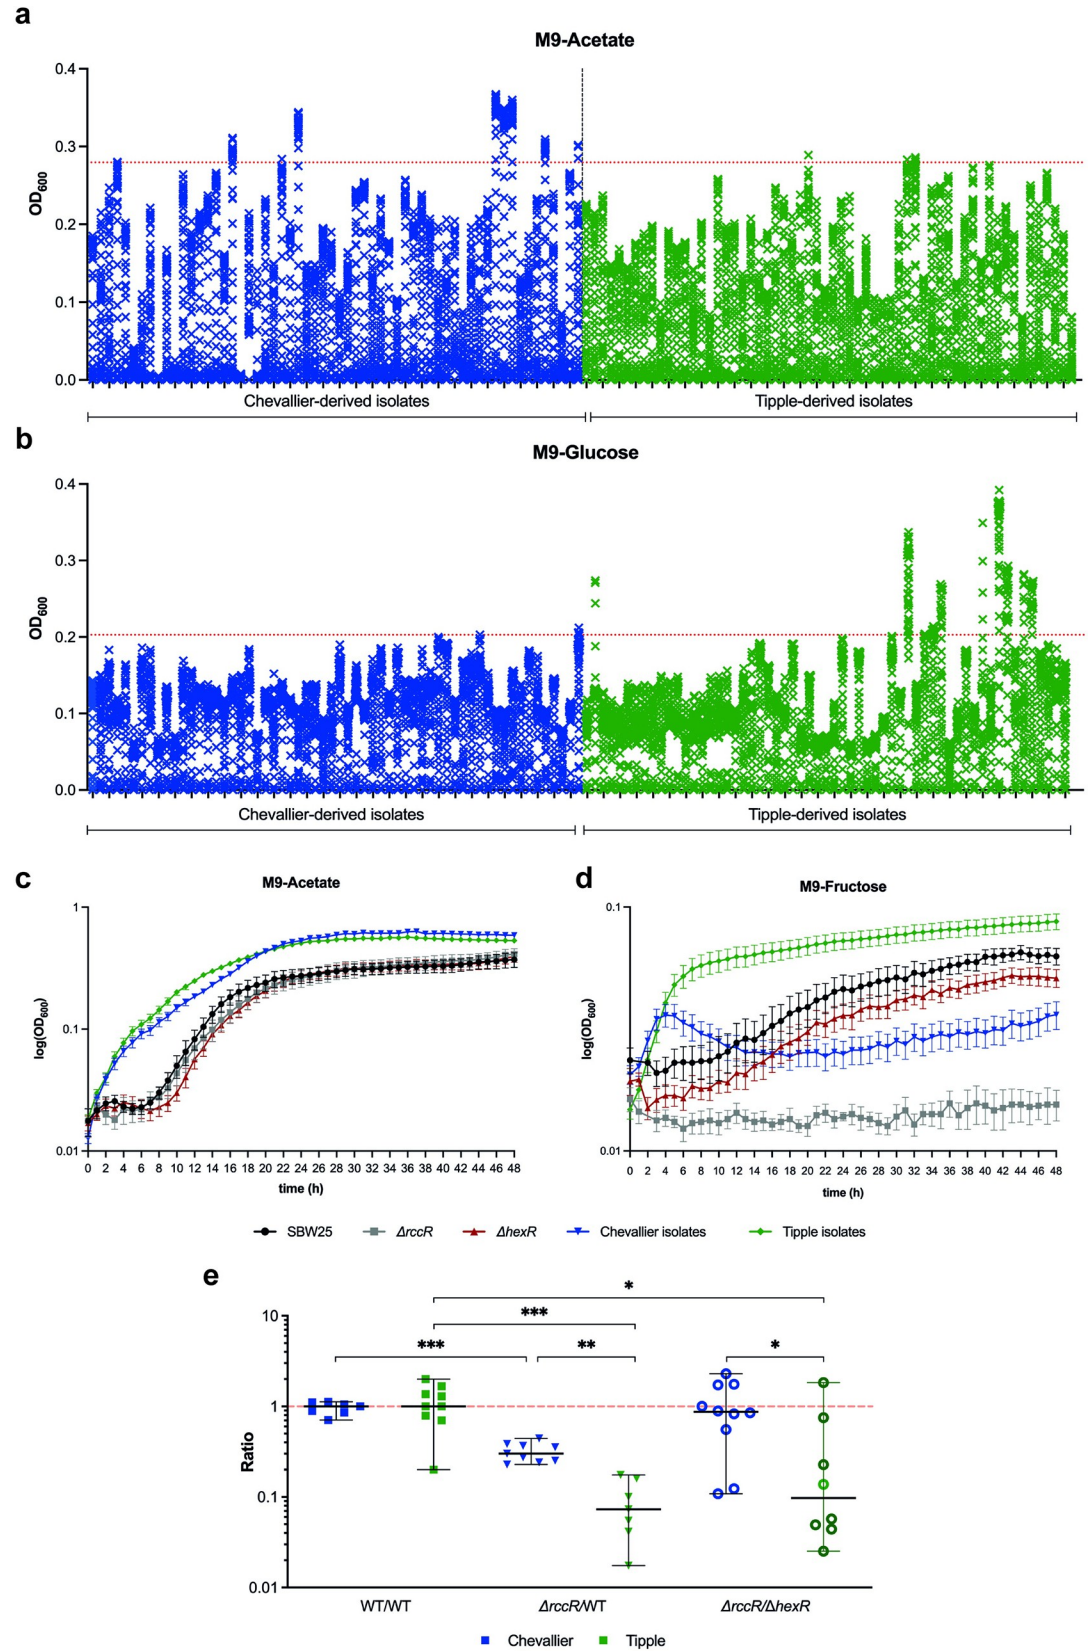 a
M9-Acetate
0.4
0.3
0.2
0.1
0.0
OD600
Chevallier-derived isolates
Tipple-derived isolates
b
M9-Glucose
0.4
0.3
0.2
0.1
0.0
OD600
Chevallier-derived isolates
Tipple-derived isolates
c
M9-Acetate
1
0.1
0.01
log(OD600)
0 2 4 6 8 10 12 14 16 18 20 22 24 26 28 30 32 34 36 38 40 42 44 46 48
time (h)
d
M9-Fructose
0.1
0.01
log(OD600)
0 2 4 6 8 10 12 14 16 18 20 22 24 26 28 30 32 34 36 38 40 42 44 46 48
time (h)
SBW25 ΔrccR ΔhexR Chevallier isolates Tipple isolates
e
*
***
*** ** *
10
1
0.1
0.01
Ratio
WT/WT ΔrccR/WT ΔrccR/ΔhexR
Chevallier Tipple